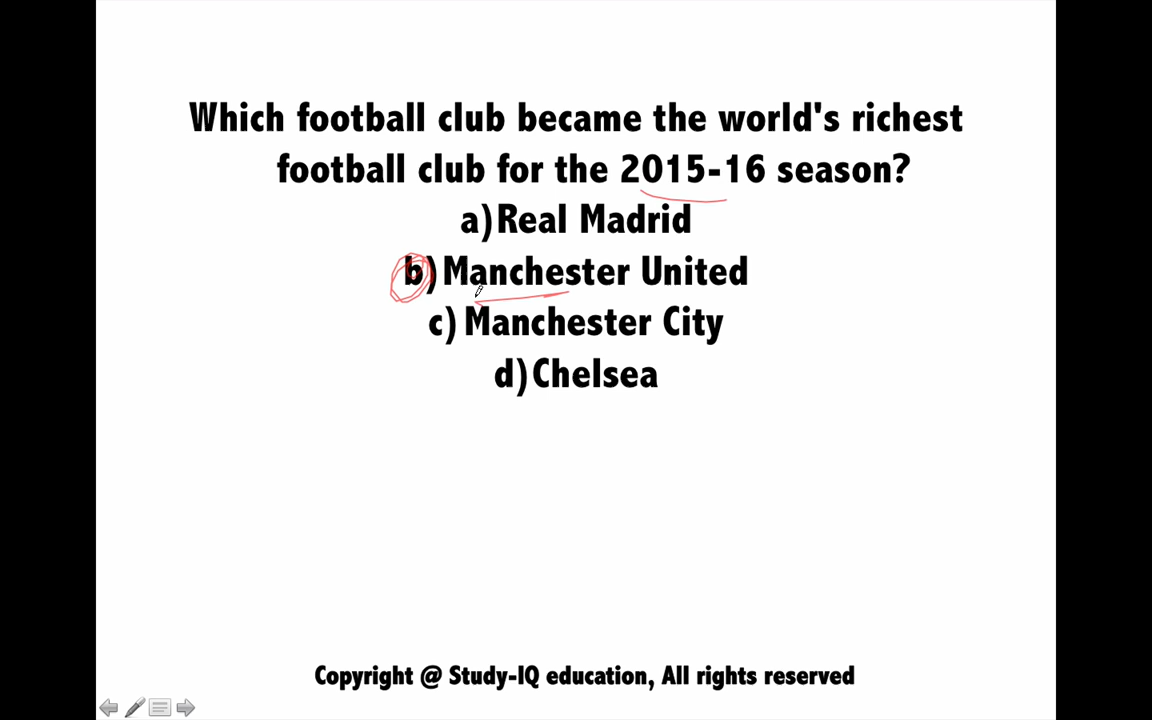 Which football club became the world's richest
football club for the 2015-16 season?
a)Real Madrid
b)Manchester United
c) Manchester City
d)Chelsea
Copyright @ Study-IQ education, All rights reserved